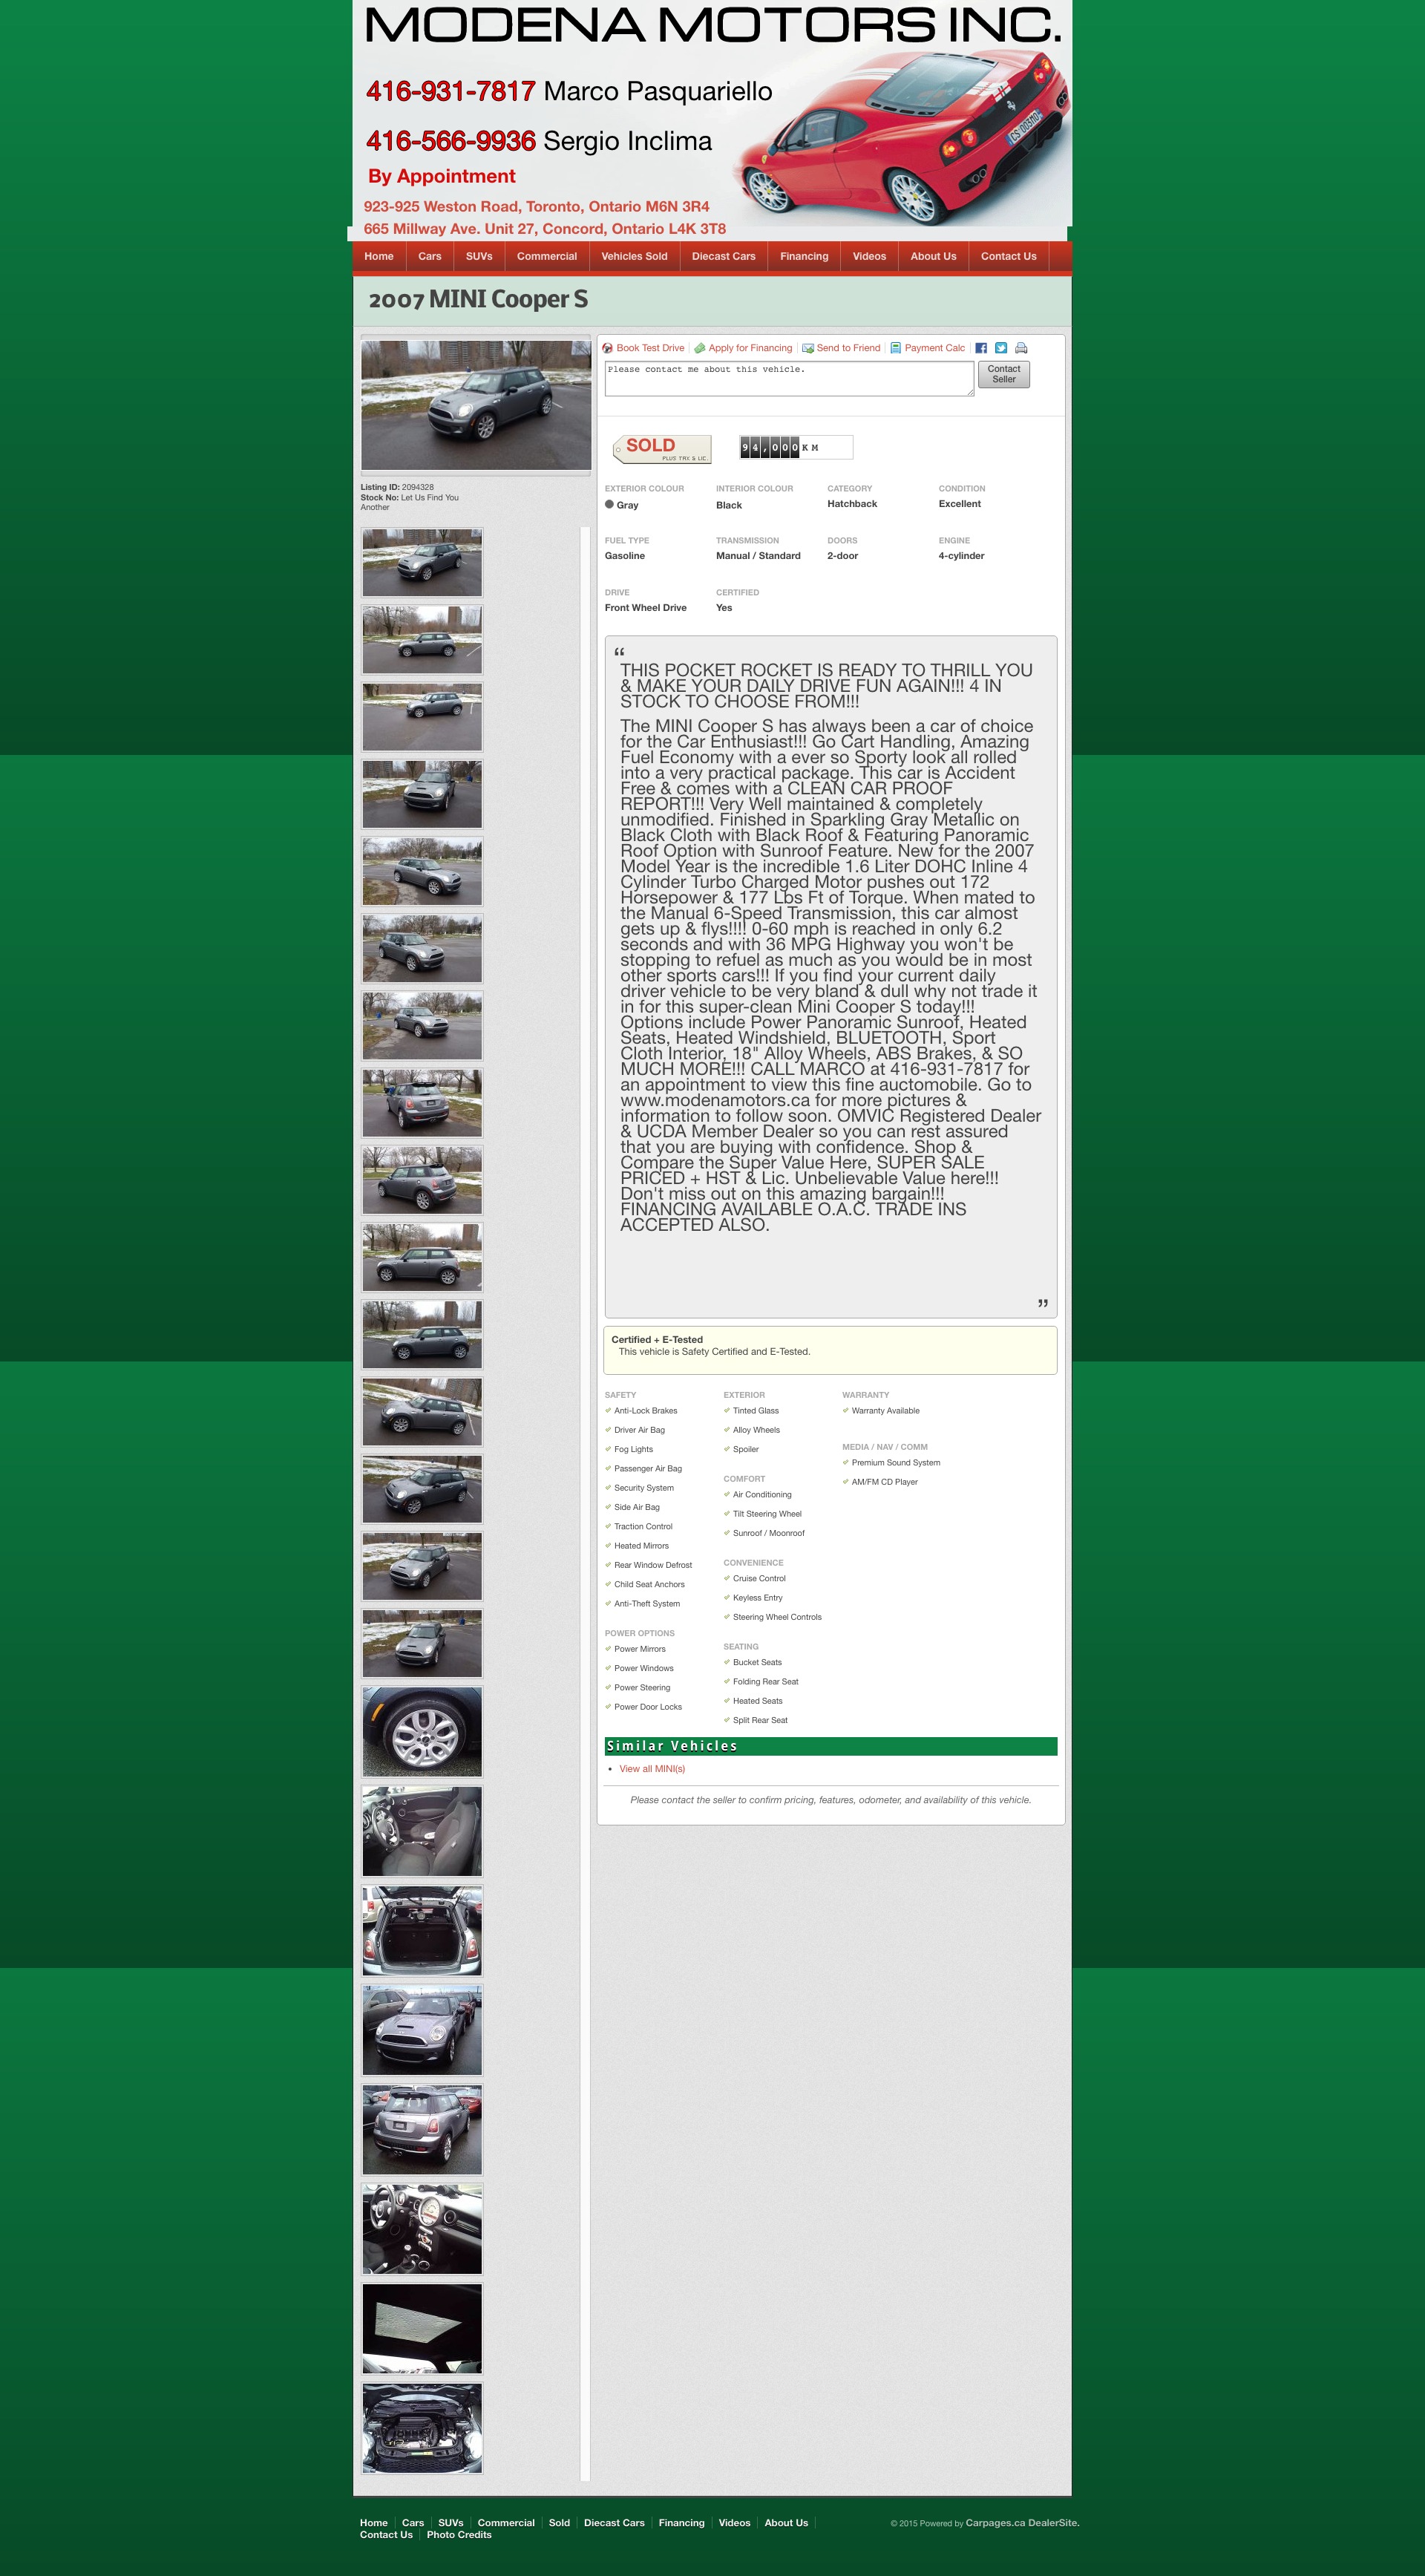 MODENA MOTORS INC.
416-931-7817 Marco Pasquariello
416-566-9936 Sergio Inclima
By Appointment
923-925 Weston Road, Toronto, Ontario M6N 3R4
665 Millway Ave. Unit 27, Concord, Ontario L4K 3T8
Home Cars SUVs Commercial Vehicles Sold Diecast Cars Financing Videos About Us Contact Us
2007 MINI Cooper S
Listing ID: 2094328
Stock No: Let Us Find You
Another
Book Test Drive Apply for Financing Send to Friend Payment Calc
Please contact me about this vehicle.
Contact
Seller
SOLD
PLUS TAX & LIC.
94,000KM
EXTERIOR COLOUR INTERIOR COLOUR CATEGORY CONDITION
Gray Black Hatchback Excellent
FUEL TYPE TRANSMISSION DOORS ENGINE
Gasoline Manual / Standard 2-door 4-cylinder
DRIVE CERTIFIED
Front Wheel Drive Yes
“
THIS POCKET ROCKET IS READY TO THRILL YOU
& MAKE YOUR DAILY DRIVE FUN AGAIN!!! 4 IN
STOCK TO CHOOSE FROM!!!
The MINI Cooper S has always been a car of choice
for the Car Enthusiast!!! Go Cart Handling, Amazing
Fuel Economy with a ever so Sporty look all rolled
into a very practical package. This car is Accident
Free & comes with a CLEAN CAR PROOF
REPORT!!! Very Well maintained & completely
unmodified. Finished in Sparkling Gray Metallic on
Black Cloth with Black Roof & Featuring Panoramic
Roof Option with Sunroof Feature. New for the 2007
Model Year is the incredible 1.6 Liter DOHC Inline 4
Cylinder Turbo Charged Motor pushes out 172
Horsepower & 177 Lbs Ft of Torque. When mated to
the Manual 6-Speed Transmission, this car almost
gets up & flys!!!! 0-60 mph is reached in only 6.2
seconds and with 36 MPG Highway you won't be
stopping to refuel as much as you would be in most
other sports cars!!! If you find your current daily
driver vehicle to be very bland & dull why not trade it
in for this super-clean Mini Cooper S today!!!
Options include Power Panoramic Sunroof, Heated
Seats, Heated Windshield, BLUETOOTH, Sport
Cloth Interior, 18" Alloy Wheels, ABS Brakes, & SO
MUCH MORE!!! CALL MARCO at 416-931-7817 for
an appointment to view this fine auctomobile. Go to
www.modenamotors.ca for more pictures &
information to follow soon. OMVIC Registered Dealer
& UCDA Member Dealer so you can rest assured
that you are buying with confidence. Shop &
Compare the Super Value Here, SUPER SALE
PRICED + HST & Lic. Unbelievable Value here!!!
Don't miss out on this amazing bargain!!!
FINANCING AVAILABLE O.A.C. TRADE INS
ACCEPTED ALSO.
”
Certified + E-Tested
This vehicle is Safety Certified and E-Tested.
SAFETY
Anti-Lock Brakes
Driver Air Bag
Fog Lights
Passenger Air Bag
Security System
Side Air Bag
Traction Control
Heated Mirrors
Rear Window Defrost
Child Seat Anchors
Anti-Theft System
POWER OPTIONS
Power Mirrors
Power Windows
Power Steering
Power Door Locks
EXTERIOR
Tinted Glass
Alloy Wheels
Spoiler
COMFORT
Air Conditioning
Tilt Steering Wheel
Sunroof / Moonroof
CONVENIENCE
Cruise Control
Keyless Entry
Steering Wheel Controls
SEATING
Bucket Seats
Folding Rear Seat
Heated Seats
Split Rear Seat
WARRANTY
Warranty Available
MEDIA / NAV / COMM
Premium Sound System
AM/FM CD Player
Similar Vehicles
• View all MINI(s)
Please contact the seller to confirm pricing, features, odometer, and availability of this vehicle.
Home Cars SUVs Commercial Sold Diecast Cars Financing Videos About Us
Contact Us Photo Credits
© 2015 Powered by Carpages.ca DealerSite.